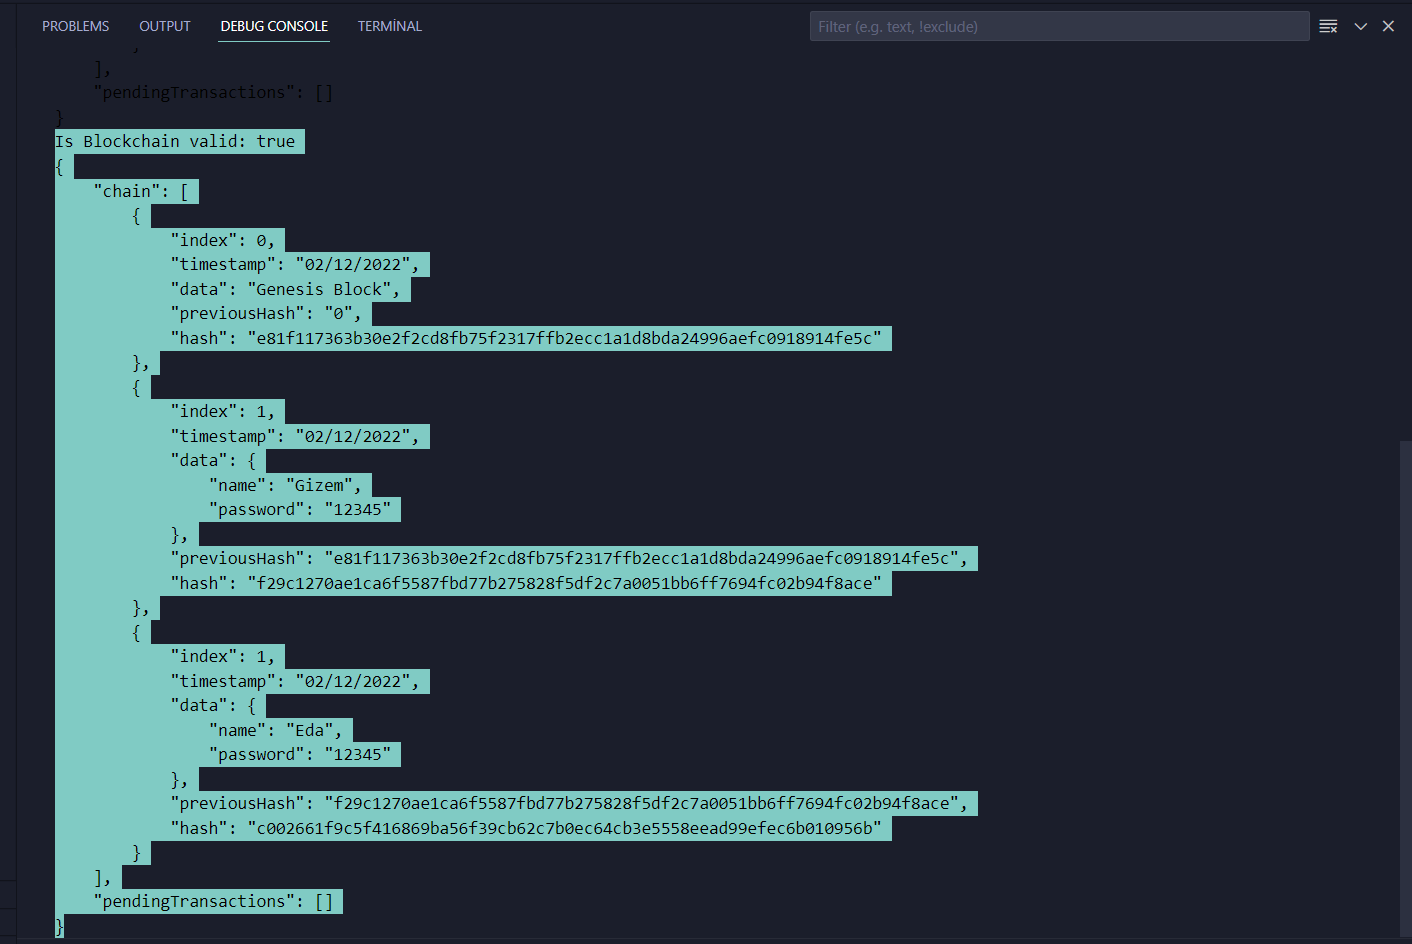 PROBLEMS OUTPUT DEBUG CONSOLE TERMİNAL Filter (e.g. text, !exclude)
],
"pendingTransactions": []
}
Is Blockchain valid: true
{
"chain": [
{
"index": 0,
"timestamp": "02/12/2022",
"data": "Genesis Block",
"previousHash": "0",
"hash": "e81f117363b30e2f2cd8fb75f2317ffb2ecc1a1d8bda24996aefc0918914fe5c"
},
{
"index": 1,
"timestamp": "02/12/2022",
"data": {
"name": "Gizem",
"password": "12345"
},
"previousHash": "e81f117363b30e2f2cd8fb75f2317ffb2ecc1a1d8bda24996aefc0918914fe5c",
"hash": "f29c1270ae1ca6f5587fbd77b275828f5df2c7a0051bb6ff7694fc02b94f8ace"
},
{
"index": 1,
"timestamp": "02/12/2022",
"data": {
"name": "Eda",
"password": "12345"
},
"previousHash": "f29c1270ae1ca6f5587fbd77b275828f5df2c7a0051bb6ff7694fc02b94f8ace",
"hash": "c002661f9c5f416869ba56f39cb62c7b0ec64cb3e5558eead99efec6b010956b"
}
],
"pendingTransactions": []
}